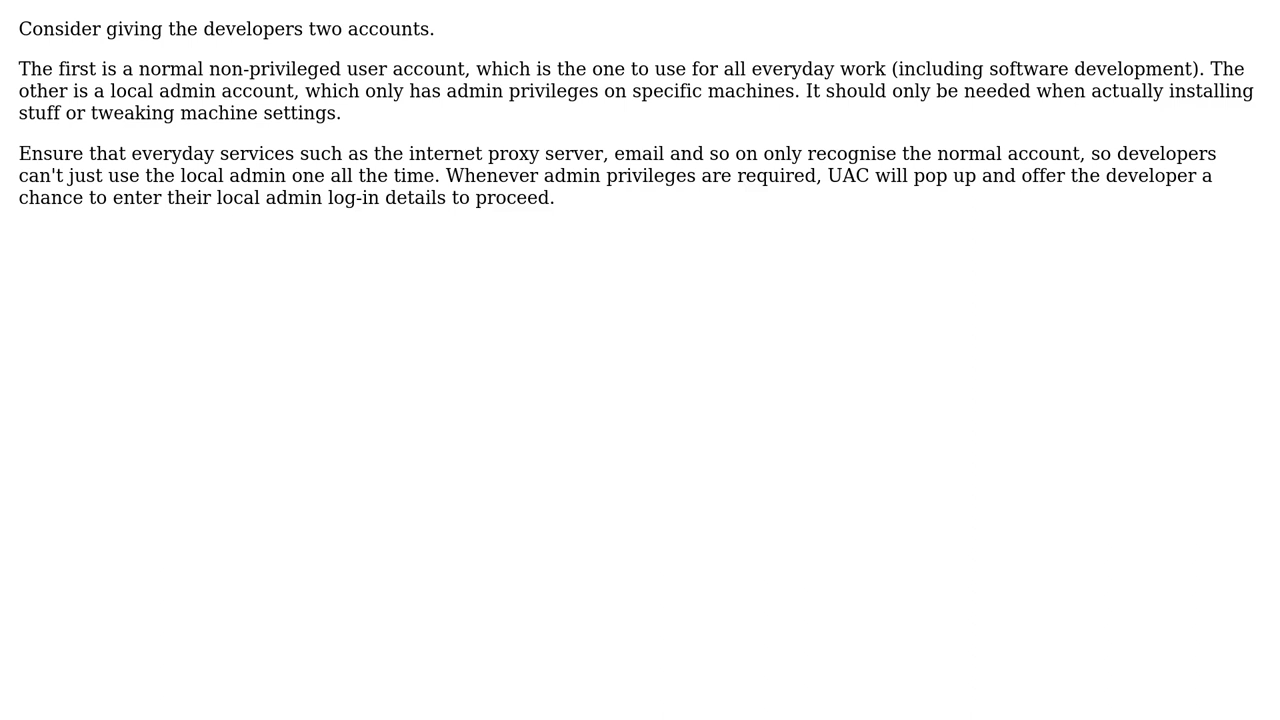 Consider giving the developers two accounts.
The first is a normal non-privileged user account, which is the one to use for all everyday work (including software development). The
other is a local admin account, which only has admin privileges on specific machines. It should only be needed when actually installing
stuff or tweaking machine settings.
Ensure that everyday services such as the internet proxy server, email and so on only recognise the normal account, so developers
can't just use the local admin one all the time. Whenever admin privileges are required, UAC will pop up and offer the developer a
chance to enter their local admin log-in details to proceed.